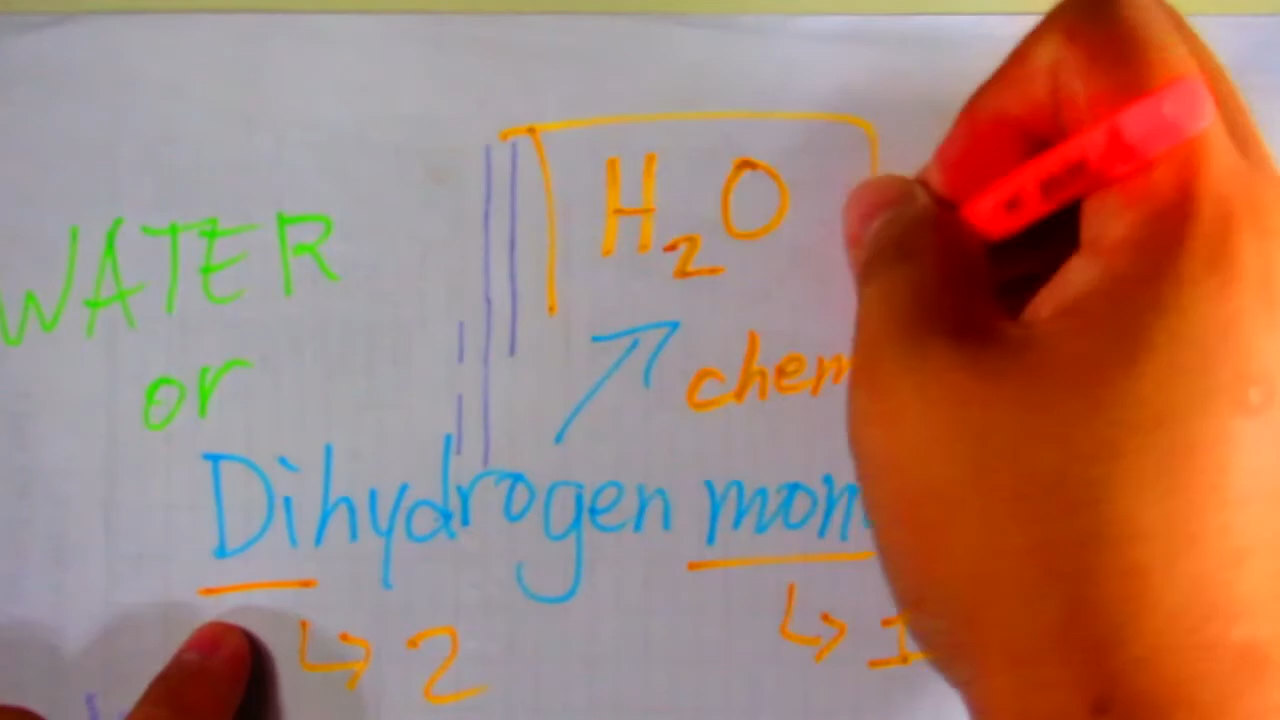 H₂O
WATER
chem
or
Dihydrogen mon
↳ 2 ↳ 1